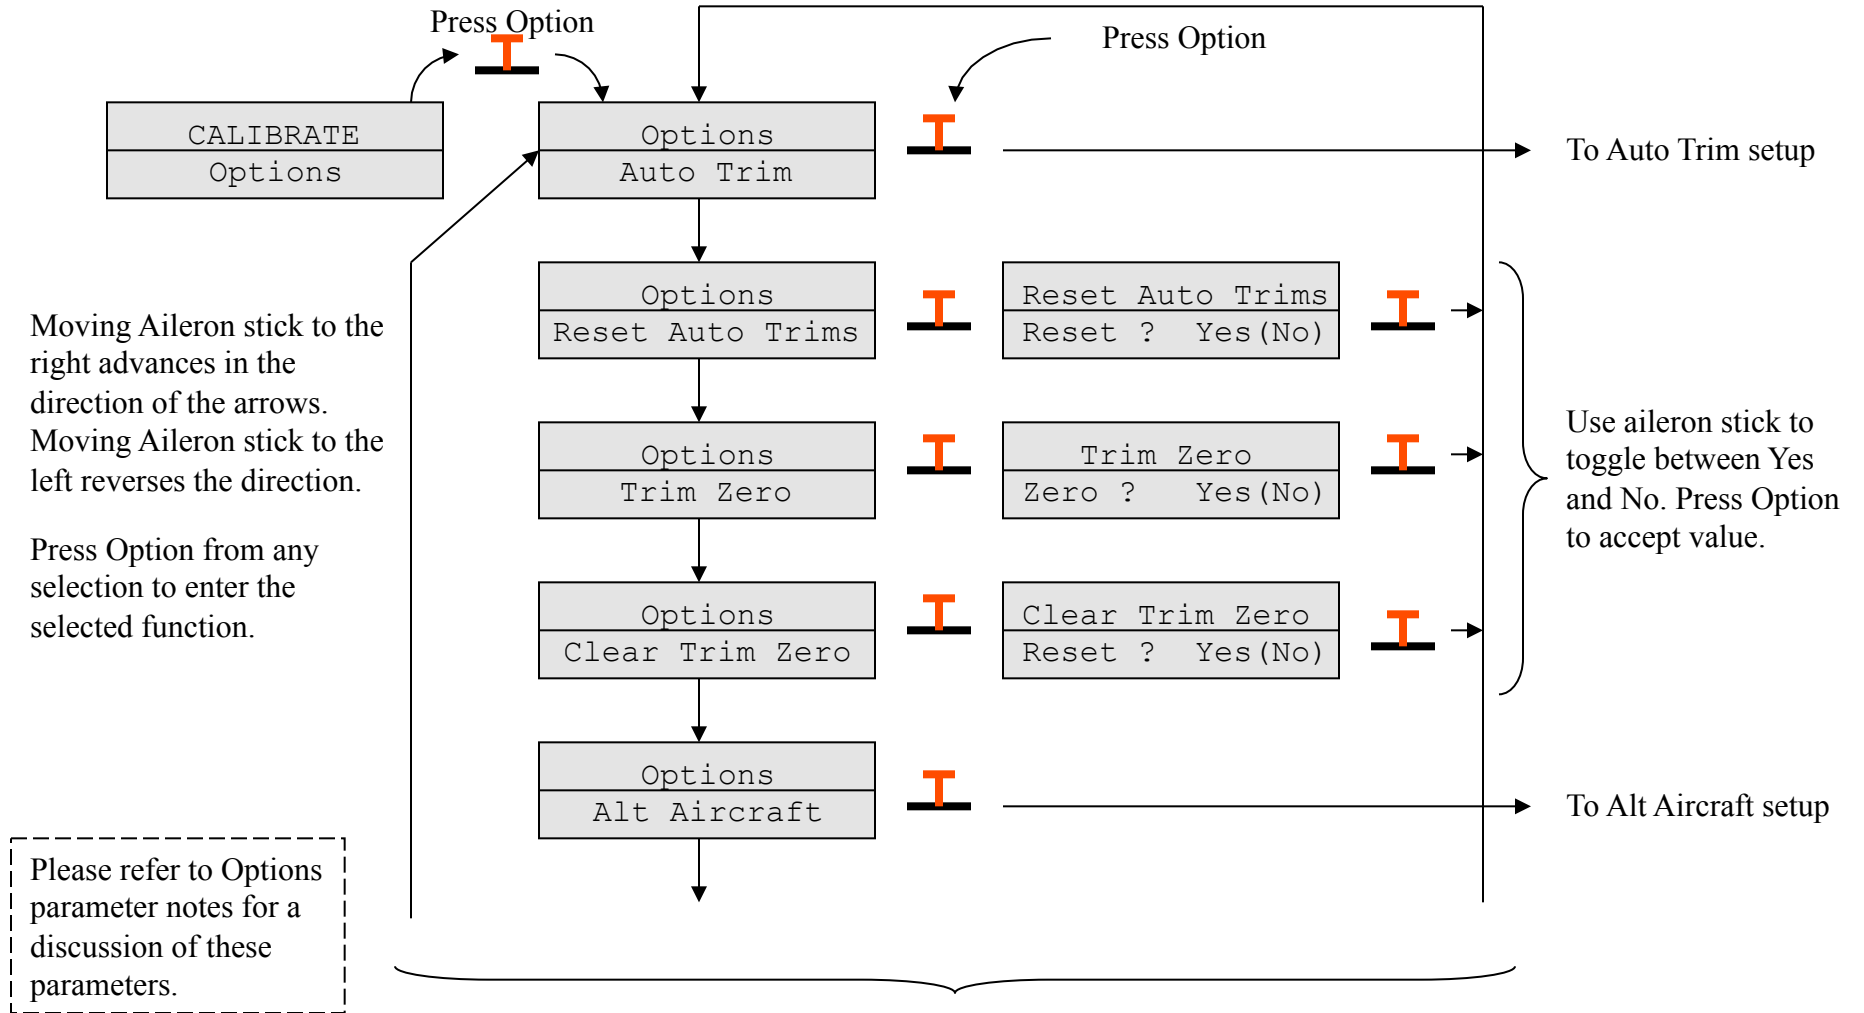 Press Option
Press Option
CALIBRATE
Options
Options
Auto Trim
To Auto Trim setup
Moving Aileron stick to the
right advances in the
direction of the arrows.
Moving Aileron stick to the
left reverses the direction.
Press Option from any
selection to enter the
selected function.
Options
Reset Auto Trims
Reset Auto Trims
Reset ? Yes(No)
Options
Trim Zero
Trim Zero
Zero ? Yes(No)
Use aileron stick to
toggle between Yes
and No. Press Option
to accept value.
Options
Clear Trim Zero
Clear Trim Zero
Reset ? Yes(No)
Options
Alt Aircraft
To Alt Aircraft setup
Please refer to Options
parameter notes for a
discussion of these
parameters.